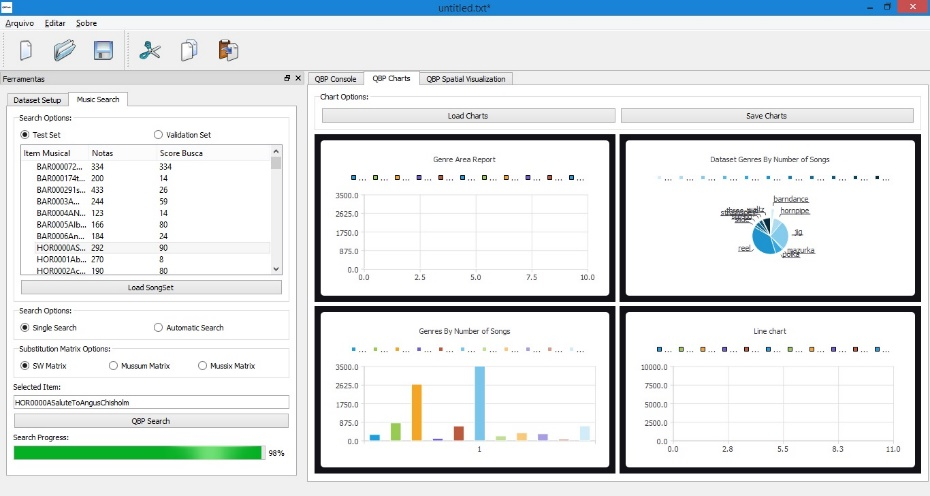 untitled.txt*
Arquivo Editar Sobre
Ferramentas
Dataset Setup Music Search
Search Options:
Test Set Validation Set
Item Musical Notas Score Busca
BAR000072... 334 334
BAR000174t... 200 14
BAR000291s... 433 26
BAR0003A... 244 59
BAR0004AN... 123 14
BAR0005Alb... 166 80
BAR0006An... 184 24
HOR0000AS... 292 90
HOR0001Ab... 270 8
HOR0002Ac... 190 80
Load SongSet
Search Options:
Single Search Automatic Search
Substitution Matrix Options:
SW Matrix Mussum Matrix Mussix Matrix
Selected Item:
HOR0000ASaluteToAngusChisholm
QBP Search
Search Progress:
98%
QBP Console QBP Charts QBP Spatial Visualization
Chart Options:
Load Charts Save Charts
Genre Area Report
... ... ... ... ... ... ... ... ... ... ...
3500.0
2625.0
1750.0
875.0
0.0
0.0 2.5 5.0 7.5 10.0
Dataset Genres By Number of Songs
... ... ... ... ... ... ... ... ... ... ...
barndance
hornpipe
jig
mazurka
polka
reel
waltz
Genres By Number of Songs
... ... ... ... ... ... ... ... ... ... ...
3500.0
2625.0
1750.0
875.0
0.0
1
Line chart
... ... ... ... ... ... ... ... ... ... ...
10000.0
7500.0
5000.0
2500.0
0.0
0.0 2.8 5.5 8.3 11.0